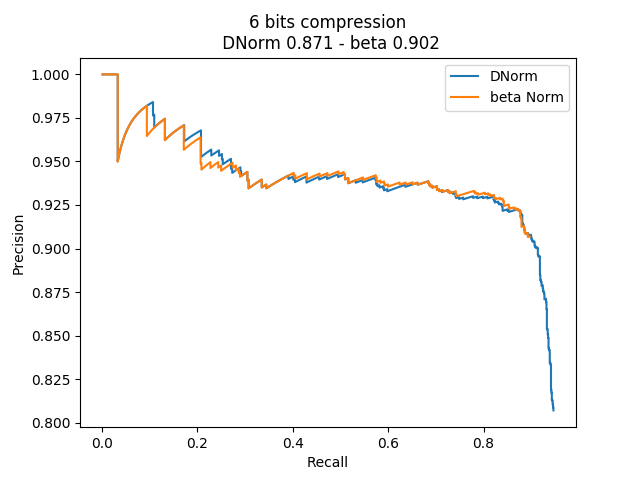 6 bits compression
DNorm 0.871 - beta 0.902
DNorm
beta Norm
1.000
0.975
0.950
0.925
0.900
0.875
0.850
0.825
0.800
Precision
0.0 0.2 0.4 0.6 0.8
Recall